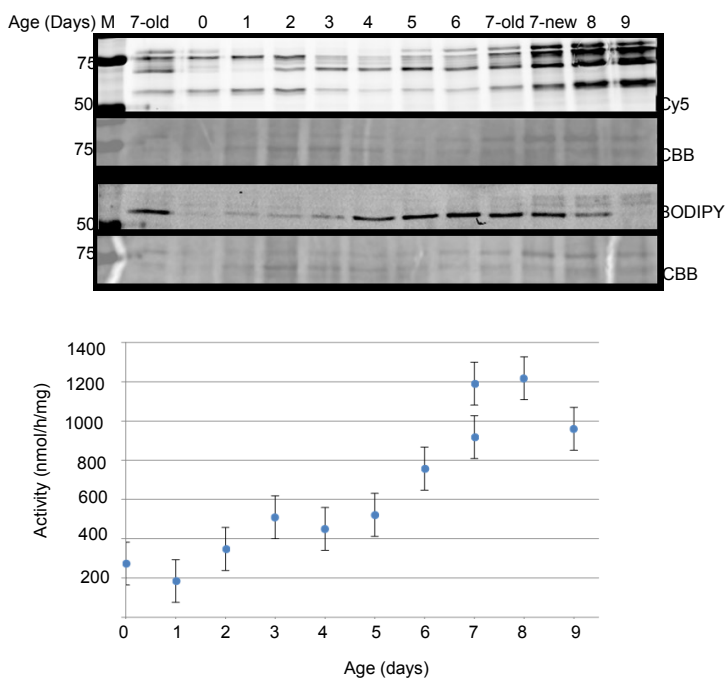 Age (Days) M 7-old 0 1 2 3 4 5 6 7-old 7-new 8 9
75
50
Cy5
75
CBB
50
BODIPY
75
CBB
1400
1200
1000
800
600
400
200
Activity (nmol/h/mg)
0 1 2 3 4 5 6 7 8 9
Age (days)